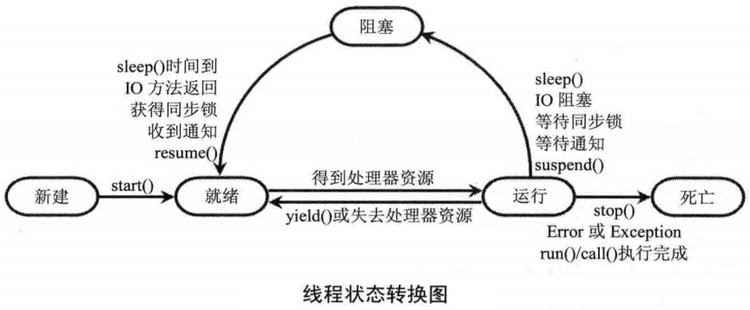 阻塞
sleep()时间到
IO 方法返回
获得同步锁
收到通知
resume()
sleep()
IO 阻塞
等待同步锁
等待通知
suspend()
新建
start()
就绪
得到处理器资源
yield()或失去处理器资源
运行
stop()
Error 或 Exception
run()/call()执行完成
死亡
线程状态转换图